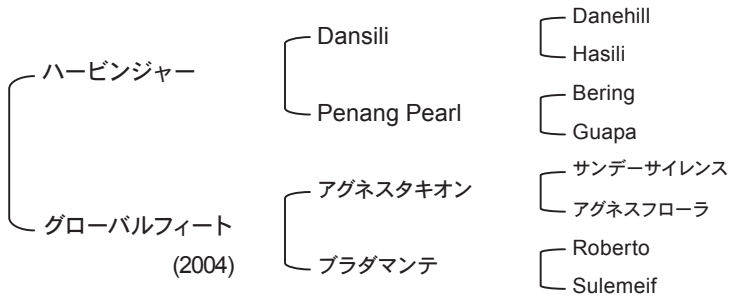 ハービンジャー
Dansili
Danehill
Hasili
Penang Pearl
Bering
Guapa
グローバルフィート
(2004)
アグネスタキオン
サンデーサイレンス
アグネスフローラ
ブラダマンテ
Roberto
Sulemeif